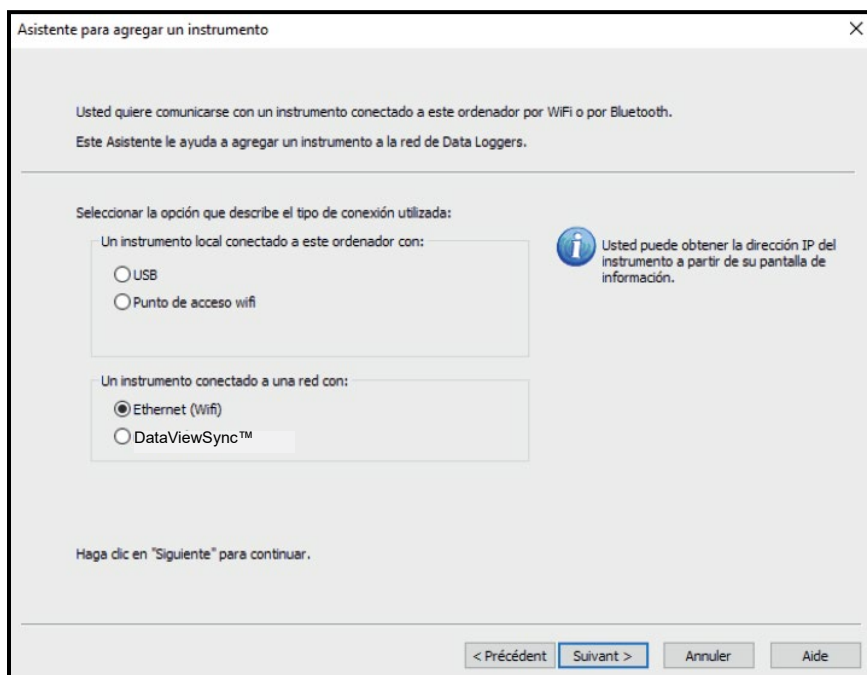 Asistente para agregar un instrumento
Usted quiere comunicarse con un instrumento conectado a este ordenador por WiFi o por Bluetooth.
Este Asistente le ayuda a agregar un instrumento a la red de Data Loggers.
Seleccionar la opción que describe el tipo de conexión utilizada:
Un instrumento local conectado a este ordenador con:
USB
Punto de acceso wifi
Usted puede obtener la dirección IP del
instrumento a partir de su pantalla de
información.
Un instrumento conectado a una red con:
Ethernet (Wifi)
DataViewSync™
Haga clic en "Siguiente" para continuar.
< Précédent
Suivant >
Annuler
Aide